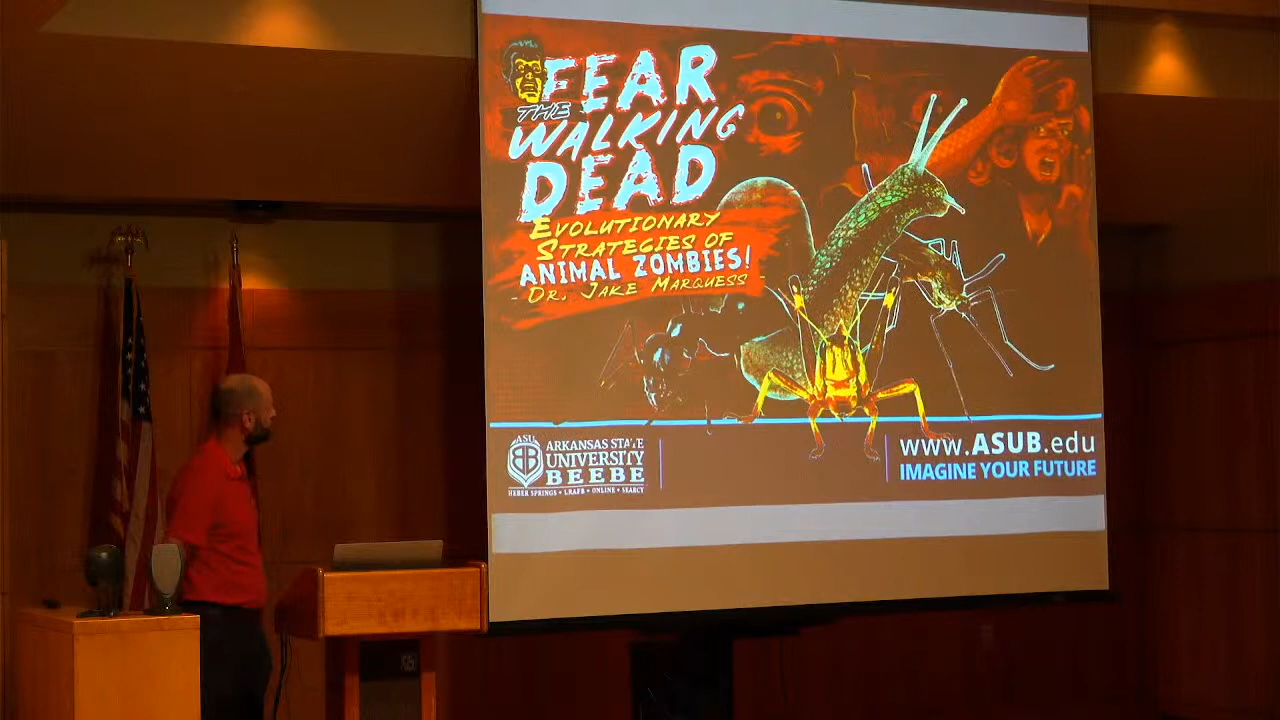 FEAR
THE
WALKING
DEAD
EVOLUTIONARY
STRATEGIES OF
ANIMAL ZOMBIES!
- DR. JAKE MARQUESS
ASU
ARKANSAS STATE
UNIVERSITY
BEEBE
HEBER SPRINGS • LRAFB • ONLINE • SEARCY
www.ASUB.edu
IMAGINE YOUR FUTURE